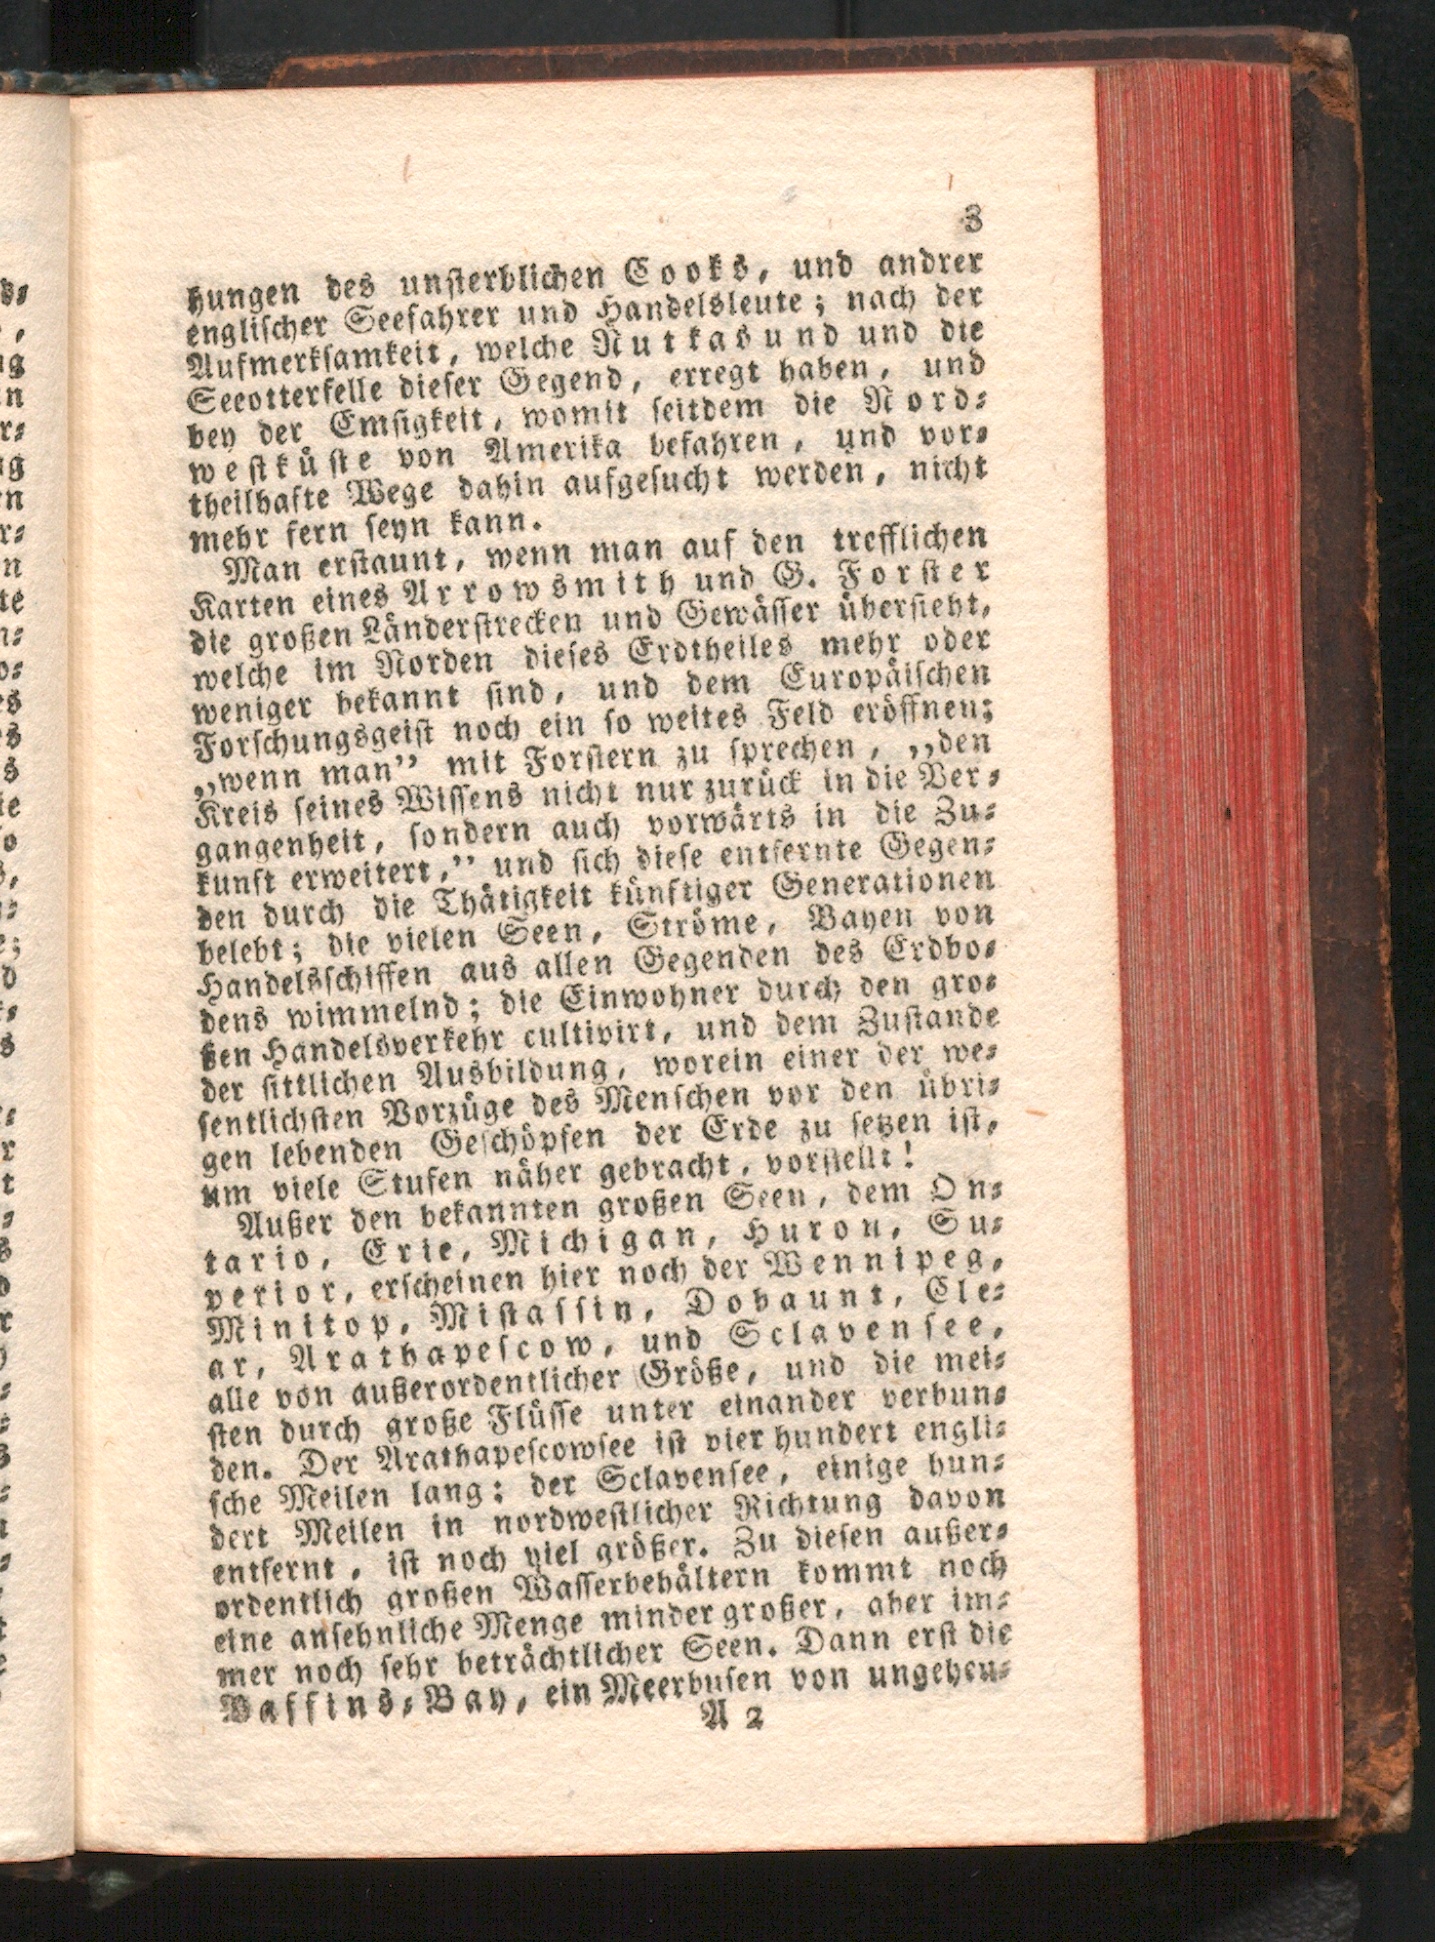 3
hungen des unſterblichen Cooks, und andrer
engliſcher Seefahrer und Handelsleute; nach der
Aufmerkſamkeit, welche Nutkasund und die
Seeotterfelle dieſer Gegend, erregt haben, und
bey der Emſigkeit, womit ſeitdem die Nord⸗
weſtküſte von Amerika befahren, und vor⸗
theilhafte Wege dahin aufgeſucht werden, nicht
mehr fern ſeyn kann.
Man erſtaunt, wenn man auf den trefflichen
Karten eines Arrowsmith und G. Forſter
die großen Länderſtrecken und Gewäſſer überſieht,
welche im Norden dieſes Erdtheiles mehr oder
weniger bekannt ſind, und dem Europäiſchen
Forſchungsgeiſt noch ein ſo weites Feld eröffnen;
„wenn man” mit Forſtern zu ſprechen, „den
Kreis ſeines Wiſſens nicht nur zurück in die Ver⸗
gangenheit, ſondern auch vorwärts in die Zu⸗
kunft erweitert,” und ſich dieſe entfernte Gegen⸗
den durch die Thätigkeit künftiger Generationen
belebt; die vielen Seen, Ströme, Bayen von
Handelsſchiffen aus allen Gegenden des Erdbo⸗
dens wimmelnd; die Einwohner durch den gro⸗
ßen Handelsverkehr cultivirt, und dem Zuſtande
der ſittlichen Ausbildung, worein einer der we⸗
ſentlichſten Vorzüge des Menſchen vor den übri⸗
gen lebenden Geſchöpfen der Erde zu ſetzen iſt,
um viele Stufen näher gebracht, vorſtellt!
Außer den bekannten großen Seen, dem On⸗
tario, Erie, Michigan, Huron, Su⸗
perior, erſcheinen hier noch der Wennipeg,
Minitop, Miſtaſſin, Dobaunt, Cle⸗
ar, Arathapeſcow, und Sclavenſee,
alle von außerordentlicher Größe, und die mei⸗
ſten durch große Flüſſe unter einander verbun⸗
den. Der Arathapeſcowſee iſt vier hundert engli⸗
ſche Meilen lang; der Sclavenſee, einige hun⸗
dert Meilen in nordweſtlicher Richtung davon
entfernt, iſt noch viel größer. Zu dieſen außer⸗
ordentlich großen Waſſerbehältern kommt noch
eine anſehnliche Menge minder großer, aber im⸗
mer noch ſehr beträchtlicher Seen. Dann erſt die
Baffins⸗Bay, ein Meerbuſen von ungeheu⸗
A 2